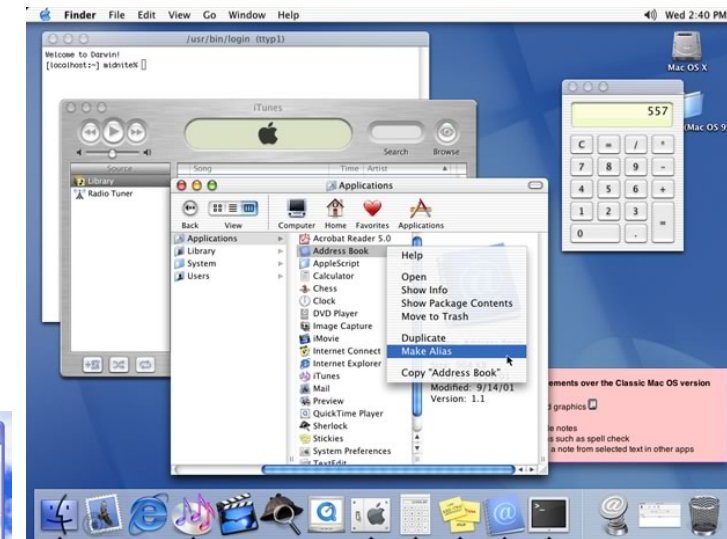 Finder File Edit View Go Window Help
Wed 2:40 PM
/usr/bin/login (ttyp1)
Welcome to Darwin!
[localhost:~] midniteX
Mac OS X
(Mac OS 9
iTunes
Search
Browse
Source
Song
Time
Artist
Library
Radio Tuner
557
C = / *
7 8 9 -
4 5 6 +
1 2 3 =
0 .
Applications
Back View Computer Home Favorites Applications
Applications
Library
System
Users
Acrobat Reader 5.0
Address Book
AppleScript
Calculator
Chess
Clock
DVD Player
Image Capture
iMovie
Internet Connect
Internet Explorer
iTunes
Mail
Preview
QuickTime Player
Sherlock
Stickies
System Preferences
TextEdit
Help
Open
Show Info
Show Package Contents
Move to Trash
Duplicate
Make Alias
Copy "Address Book"
Modified: 9/14/01
Version: 1.1
ements over the Classic Mac OS version
d graphics
le notes
s such as spell check
a note from selected text in other apps